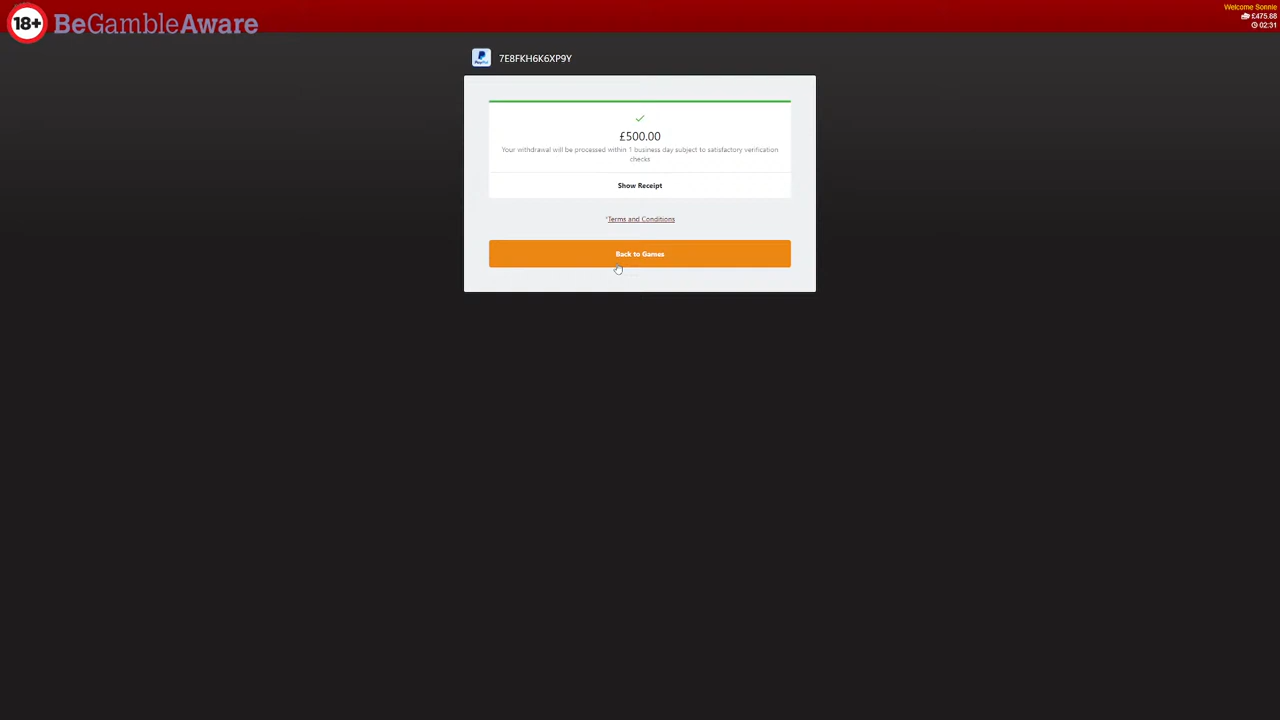 18+ BeGambleAware
Welcome Sonnie
£475.68
02:31
PayPal
7E8FKH6K6XP9Y
£500.00
Your withdrawal will be processed within 1 business day subject to satisfactory verification
checks
Show Receipt
*Terms and Conditions
Back to Games